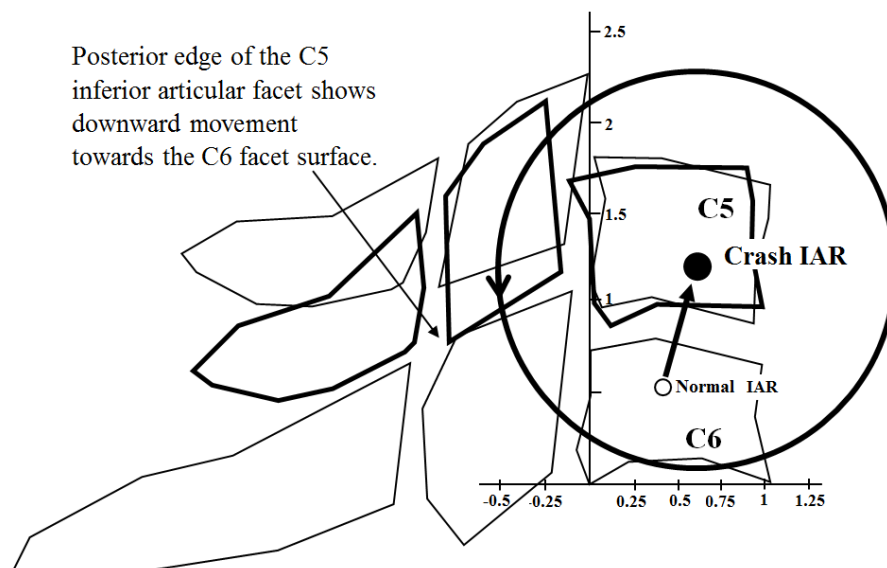 Posterior edge of the C5
inferior articular facet shows
downward movement
towards the C6 facet surface.
2.5
2
1.5
1
C5
Crash IAR
Normal IAR
C6
-0.5 -0.25 0.25 0.5 0.75 1 1.25